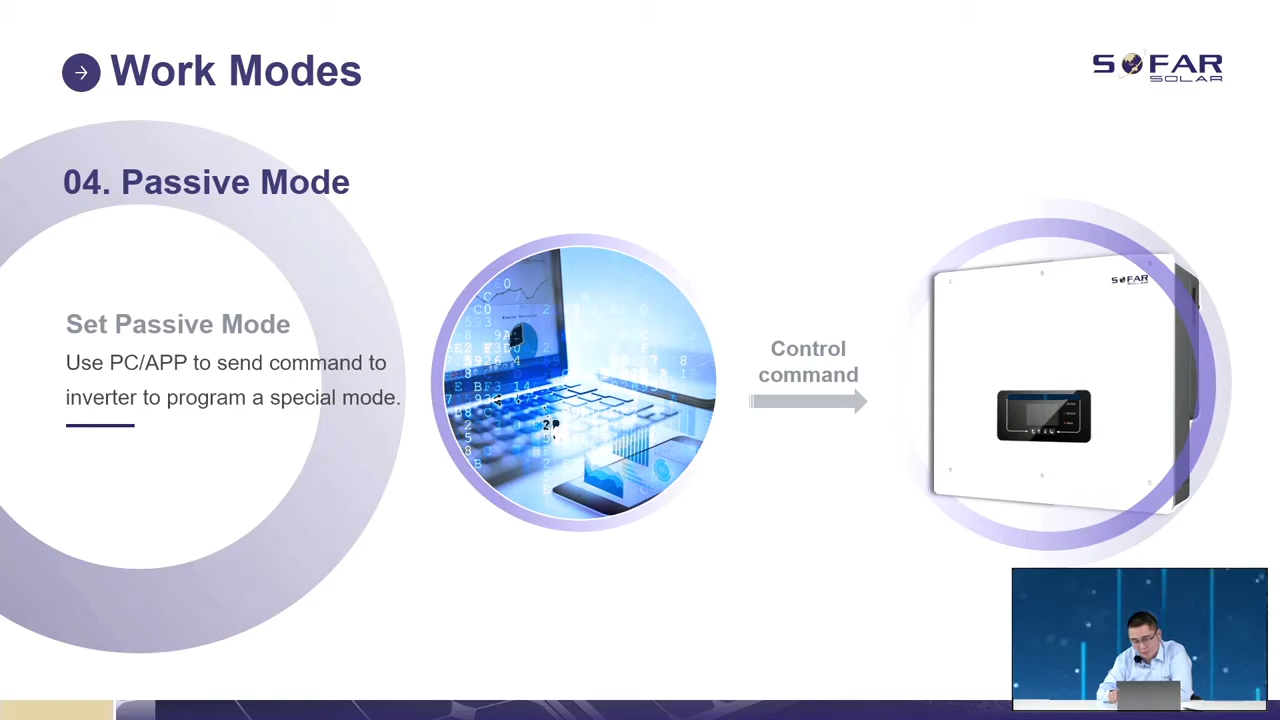 Work Modes
SOFAR
SOLAR
04. Passive Mode
Set Passive Mode
Use PC/APP to send command to
inverter to program a special mode.
Control
command
SOFAR
SOLAR